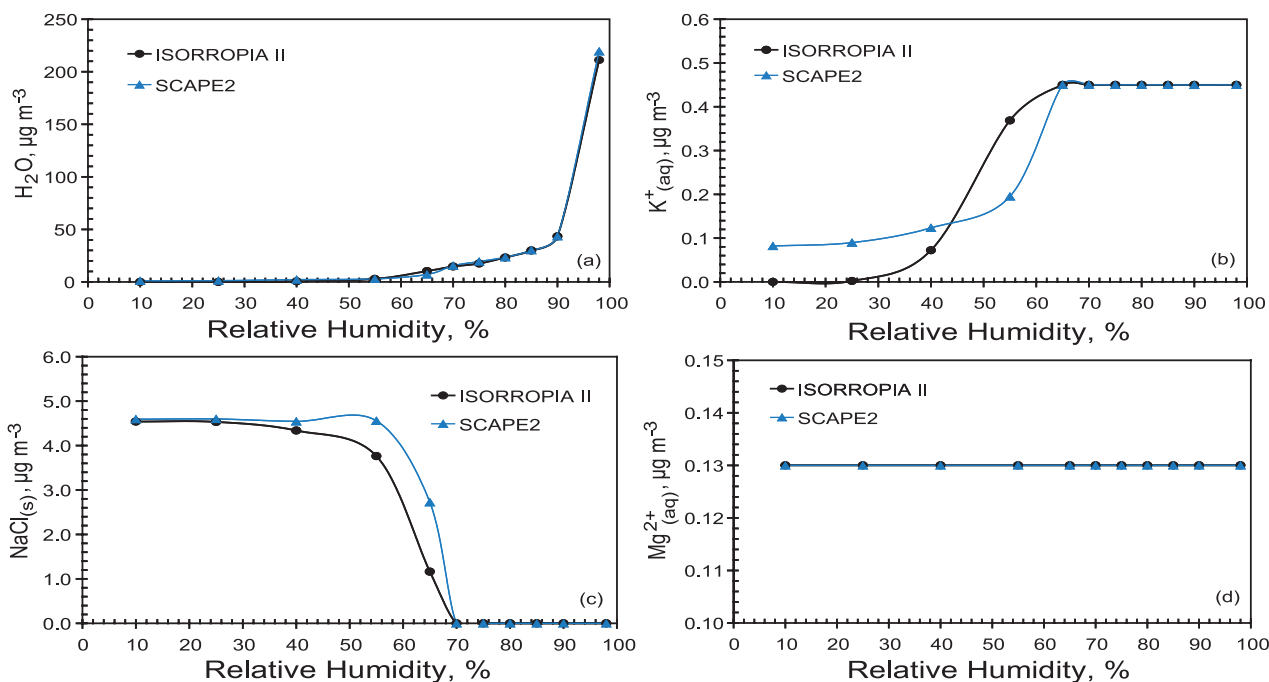 250
200
150
100
50
0
H2O, µg m-3
ISORROPIA II
SCAPE2
(a)
0 10 20 30 40 50 60 70 80 90 100
Relative Humidity, %
0.6
0.5
0.4
0.3
0.2
0.1
0.0
K+(aq), µg m-3
ISORROPIA II
SCAPE2
(b)
0 10 20 30 40 50 60 70 80 90 100
Relative Humidity, %
6.0
5.0
4.0
3.0
2.0
1.0
0.0
NaCl(s), µg m-3
ISORROPIA II
SCAPE2
(c)
0 10 20 30 40 50 60 70 80 90 100
Relative Humidity, %
0.15
0.14
0.13
0.12
0.11
0.10
Mg2+(aq), µg m-3
ISORROPIA II
SCAPE2
(d)
0 10 20 30 40 50 60 70 80 90 100
Relative Humidity, %